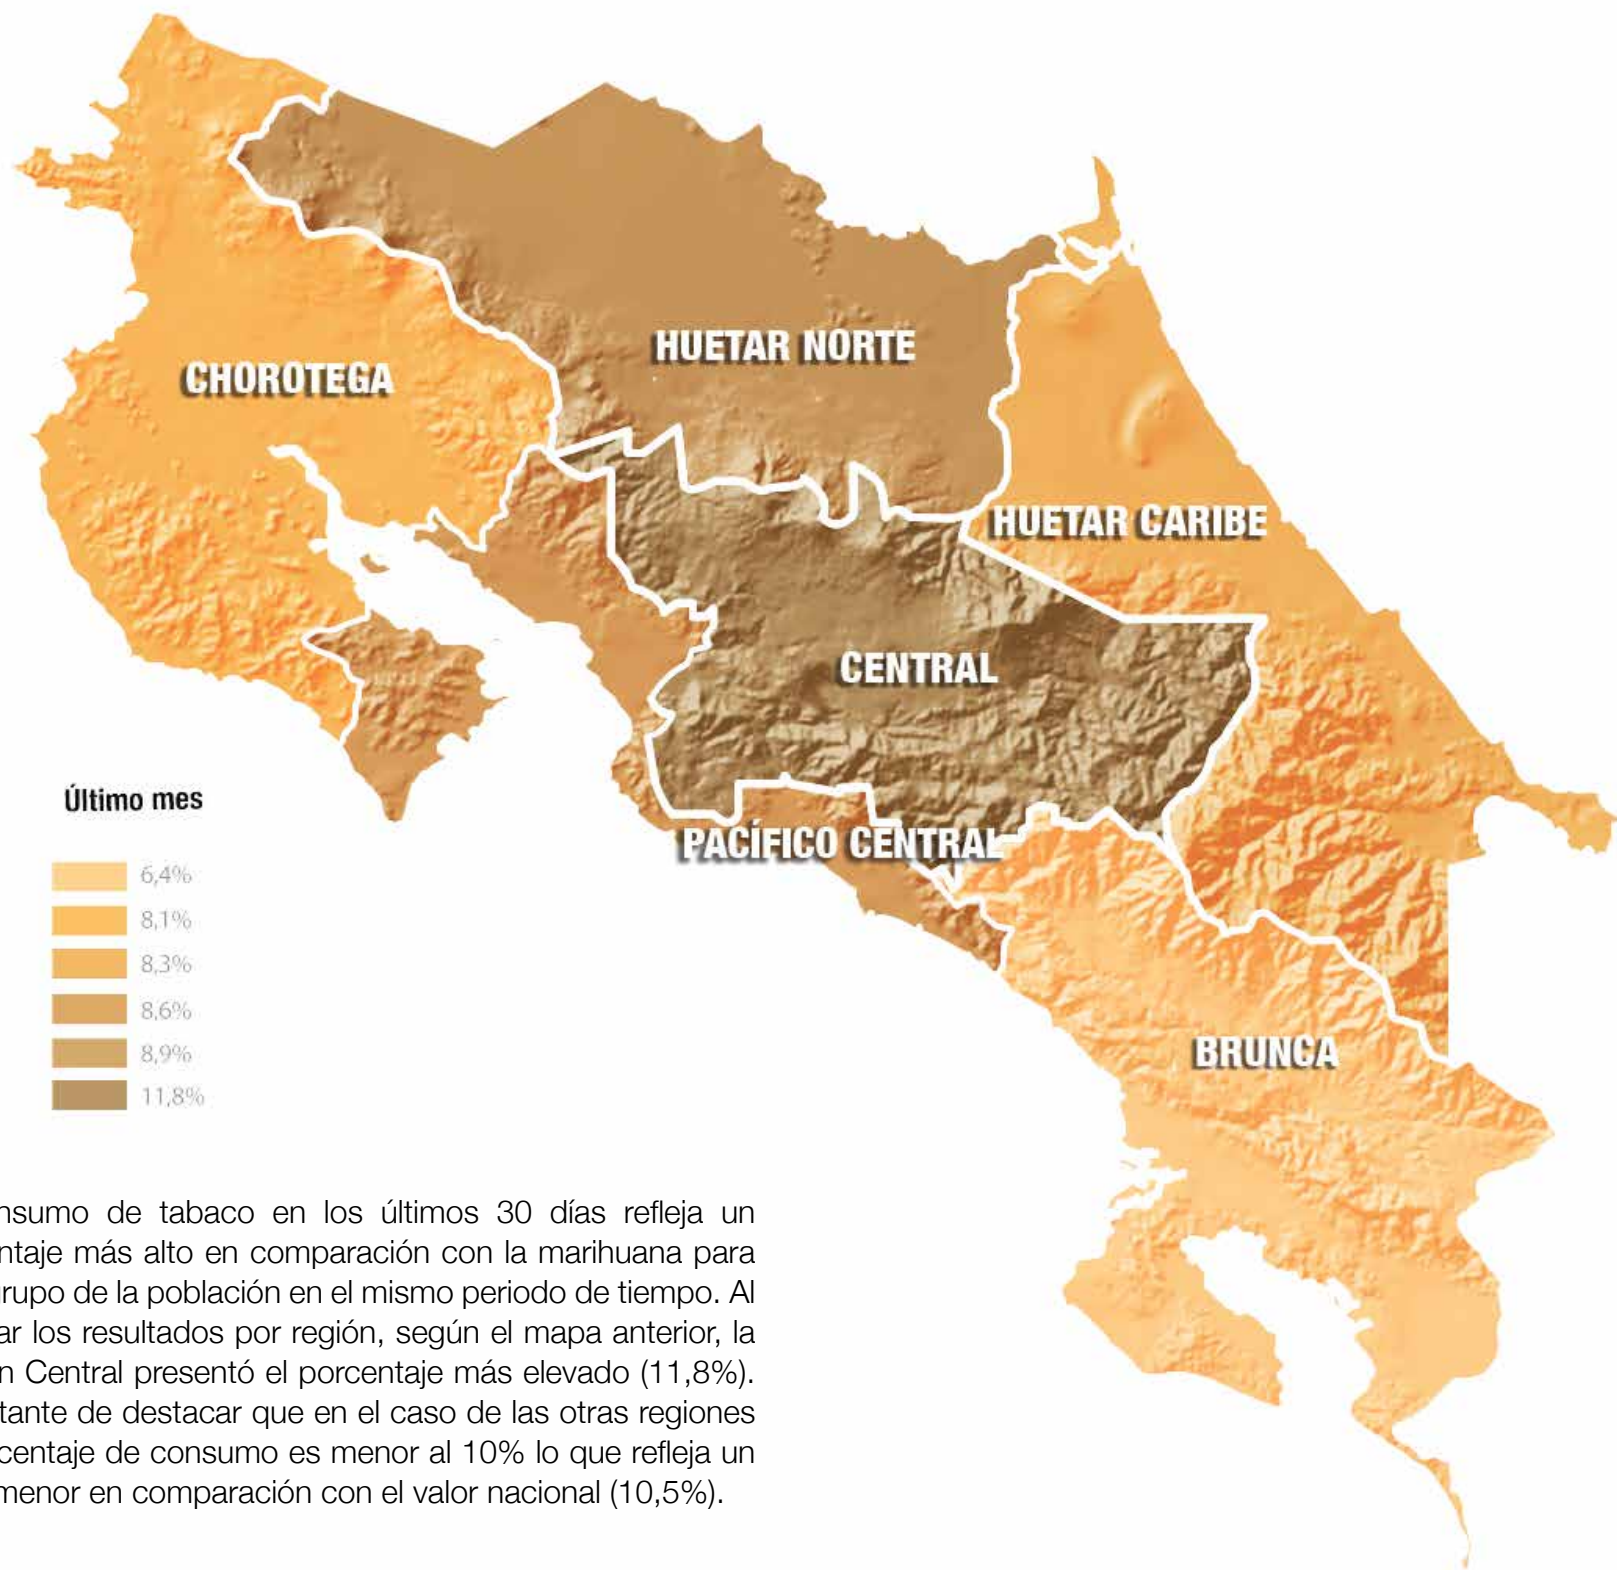 HUETAR NORTE
CHOROTEGA
HUETAR CARIBE
CENTRAL
PACÍFICO CENTRAL
BRUNCA
Último mes
6,4%
8,1%
8,3%
8,6%
8,9%
11,8%
nsumo de tabaco en los últimos 30 días refleja un
ntaje más alto en comparación con la marihuana para
grupo de la población en el mismo periodo de tiempo. Al
ar los resultados por región, según el mapa anterior, la
n Central presentó el porcentaje más elevado (11,8%).
tante de destacar que en el caso de las otras regiones
centaje de consumo es menor al 10% lo que refleja un
menor en comparación con el valor nacional (10,5%).